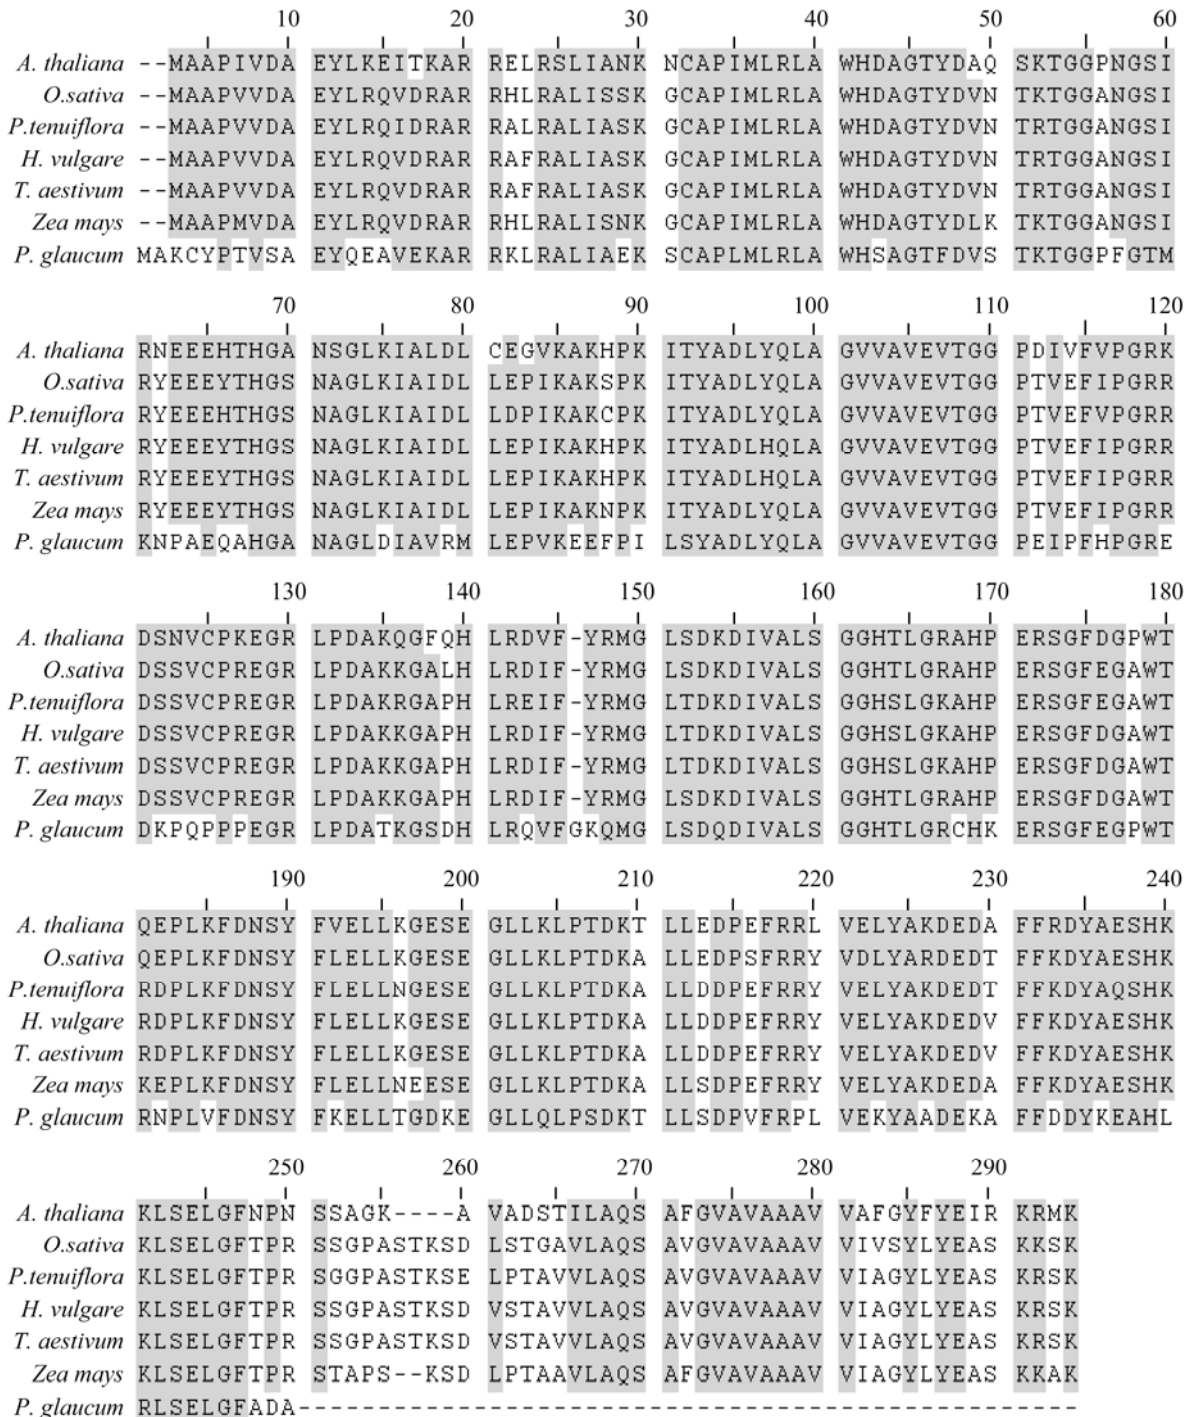 10 20 30 40 50 60
A. thaliana --MAAPIVDA EYLKEITKAR RELRSLIANK NCAPIMLRLA WHDAGTYDAQ SKTGGPNGSI
O.sativa --MAAPVVDA EYLRQVDRAR RHLRALISSK GCAPIMLRLA WHDAGTYDVN TKTGGANGSI
P.tenuiflora --MAAPVVDA EYLRQIDRAR RALRALIASK GCAPIMLRLA WHDAGTYDVN TRTGGANGSI
H. vulgare --MAAPVVDA EYLRQVDRAR RAFRALIASK GCAPIMLRLA WHDAGTYDVN TRTGGANGSI
T. aestivum --MAAPVVDA EYLRQVDRAR RAFRALIASK GCAPIMLRLA WHDAGTYDVN TRTGGANGSI
Zea mays --MAAPMVDA EYLRQVDRAR RHLRALISNK GCAPIMLRLA WHDAGTYDLK TKTGGANGSI
P. glaucum MAKCYPTVSA EYQEAVEKAR RKLRALIAEK SCAPLMLRLA WHSAGTFDVS TKTGGPFGTM
70 80 90 100 110 120
A. thaliana RNEEEHTHGA NSGLKIALDL CEGVKAKHPK ITYADLYQLA GVVAVEVTGG PDIVFVPGRK
O.sativa RYEEEYTHGS NAGLKIAIDL LEPIKAKSPK ITYADLYQLA GVVAVEVTGG PTVEFIPGRR
P.tenuiflora RYEEEHTHGS NAGLKIAIDL LDPIKAKCPK ITYADLYQLA GVVAVEVTGG PTVEFVPGRR
H. vulgare RYEEEYTHGS NAGLKIAIDL LEPIKAKHPK ITYADLHQLA GVVAVEVTGG PTVEFIPGRR
T. aestivum RYEEEYTHGS NAGLKIAIDL LEPIKAKHPK ITYADLHQLA GVVAVEVTGG PTVEFIPGRR
Zea mays RYEEEYTHGS NAGLKIAIDL LEPIKAKNPK ITYADLYQLA GVVAVEVTGG PTVEFIPGRR
P. glaucum KNPAEQAHGA NAGLDIAVRM LEPVKEEFPI LSYADLYQLA GVVAVEVTGG PEIPFHPGRE
130 140 150 160 170 180
A. thaliana DSNVCPKEGR LPDAKQGFQH LRDVF-YRMG LSDKDIVALS GGHTLGRAHP ERSGFDGPWT
O.sativa DSSVCPREGR LPDAKKGALH LRDIF-YRMG LSDKDIVALS GGHTLGRAHP ERSGFEGAWT
P.tenuiflora DSSVCPREGR LPDAKRGAPH LREIF-YRMG LTDKDIVALS GGHSLGKAHP ERSGFEGAWT
H. vulgare DSSVCPREGR LPDAKKGAPH LRDIF-YRMG LTDKDIVALS GGHSLGKAHP ERSGFDGAWT
T. aestivum DSSVCPREGR LPDAKKGAPH LRDIF-YRMG LTDKDIVALS GGHSLGKAHP ERSGFDGAWT
Zea mays DSSVCPREGR LPDAKKGAPH LRDIF-YRMG LSDKDIVALS GGHTLGRAHP ERSGFDGAWT
P. glaucum DKPQPPPEGR LPDATKGSDH LRQVFGKQMG LSDQDIVALS GGHTLGRCHK ERSGFEGPWT
190 200 210 220 230 240
A. thaliana QEPLKFDNSY FVELLKGESE GLLKLPTDKT LLEDPEFRRL VELYAKDEDA FFRDYAESHK
O.sativa QEPLKFDNSY FLELLKGESE GLLKLPTDKA LLEDPSFRRY VDLYARDEDT FFKDYAESHK
P.tenuiflora RDPLKFDNSY FLELLNGESE GLLKLPTDKA LLDDPEFRRY VELYAKDEDT FFKDYAQSHK
H. vulgare RDPLKFDNSY FLELLKGESE GLLKLPTDKA LLDDPEFRRY VELYAKDEDV FFKDYAESHK
T. aestivum RDPLKFDNSY FLELLKGESE GLLKLPTDKA LLDDPEFRRY VELYAKDEDV FFKDYAESHK
Zea mays KEPLKFDNSY FLELLNEESE GLLKLPTDKA LLSDPEFRRY VELYAKDEDA FFKDYAESHK
P. glaucum RNPLVFDNSY FKELLTGDKE GLLQLPSDKT LLSDPVFRPL VEKYAADEKA FFDDYKEAHL
250 260 270 280 290
A. thaliana KLSELGFNPN SSAGK----A VADSTILAQS AFGVAVAAAV VAFGYFYEIR KRMK
O.sativa KLSELGFTPR SSGPASTKSD LSTGAVLAQS AVGVAVAAAV VIVSYLYEAS KKSK
P.tenuiflora KLSELGFTPR SGGPASTKSE LPTAVVLAQS AVGVAVAAAV VIAGYLYEAS KRSK
H. vulgare KLSELGFTPR SSGPASTKSD VSTAVVLAQS AVGVAVAAAV VIAGYLYEAS KRSK
T. aestivum KLSELGFTPR SSGPASTKSD VSTAVVLAQS AVGVAVAAAV VIAGYLYEAS KRSK
Zea mays KLSELGFTPR STAPS--KSD LPTAAVLAQS AFGVAVAAAV VIAGYLYEAS KKAK
P. glaucum RLSELGFADA--------------------------------------------